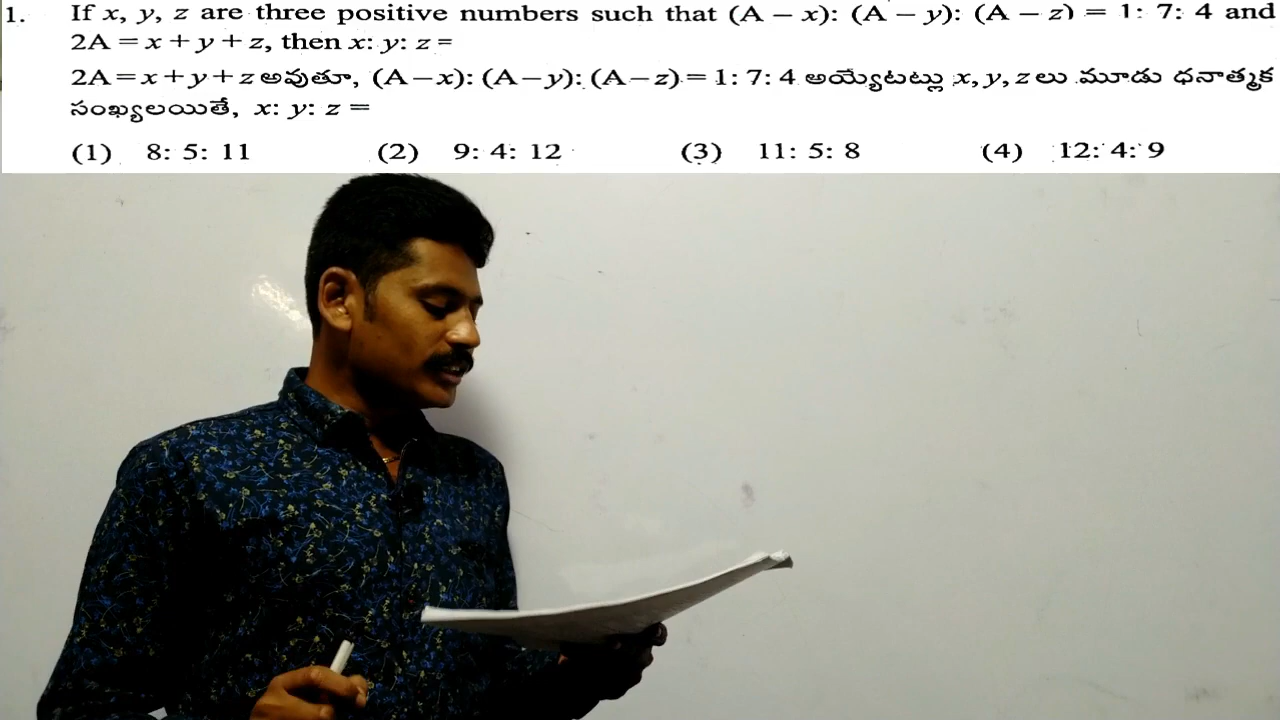 1. If x, y, z are three positive numbers such that (A − x): (A − y): (A − z) = 1: 7: 4 and
2A = x + y + z, then x: y: z =
2A = x + y + z అవుతూ, (A − x): (A − y): (A − z) = 1: 7: 4 అయ్యేటట్లు x, y, z లు మూడు ధనాత్మక
సంఖ్యలయితే, x: y: z =
(1) 8: 5: 11 (2) 9: 4: 12 (3) 11: 5: 8 (4) 12: 4: 9